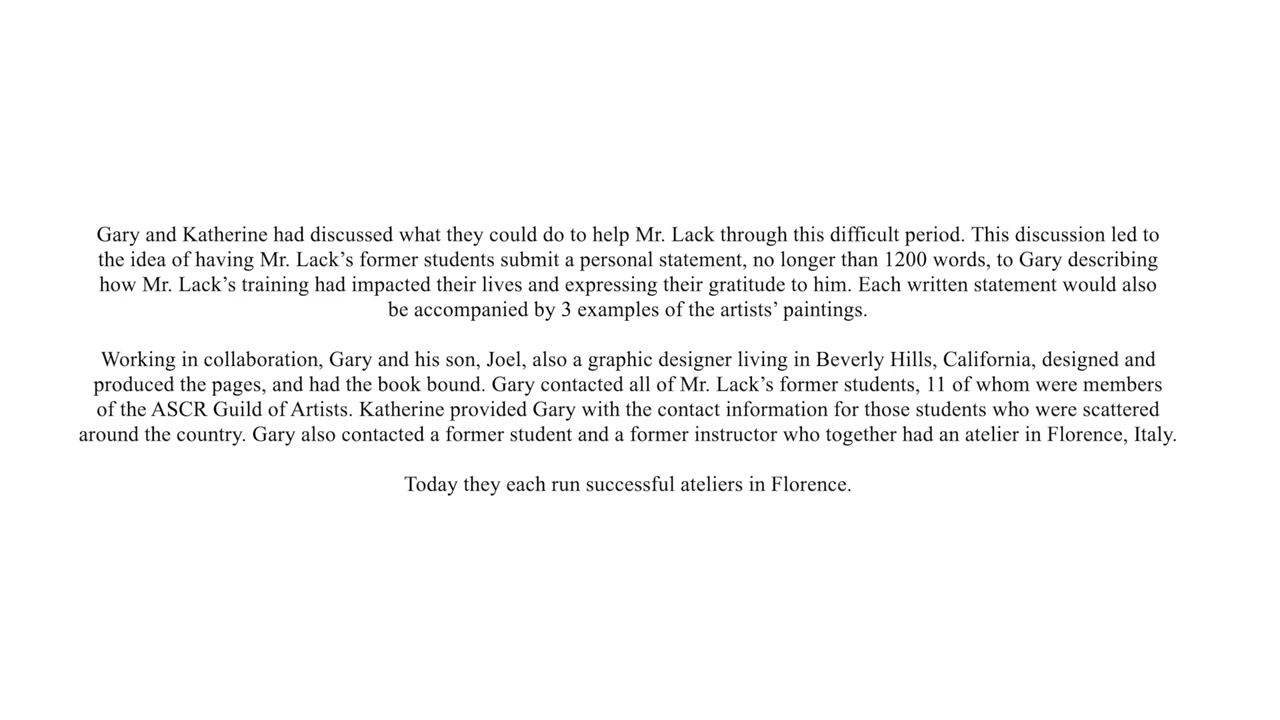 Gary and Katherine had discussed what they could do to help Mr. Lack through this difficult period. This discussion led to
the idea of having Mr. Lack’s former students submit a personal statement, no longer than 1200 words, to Gary describing
how Mr. Lack’s training had impacted their lives and expressing their gratitude to him. Each written statement would also
be accompanied by 3 examples of the artists’ paintings.
Working in collaboration, Gary and his son, Joel, also a graphic designer living in Beverly Hills, California, designed and
produced the pages, and had the book bound. Gary contacted all of Mr. Lack’s former students, 11 of whom were members
of the ASCR Guild of Artists. Katherine provided Gary with the contact information for those students who were scattered
around the country. Gary also contacted a former student and a former instructor who together had an atelier in Florence, Italy.
Today they each run successful ateliers in Florence.